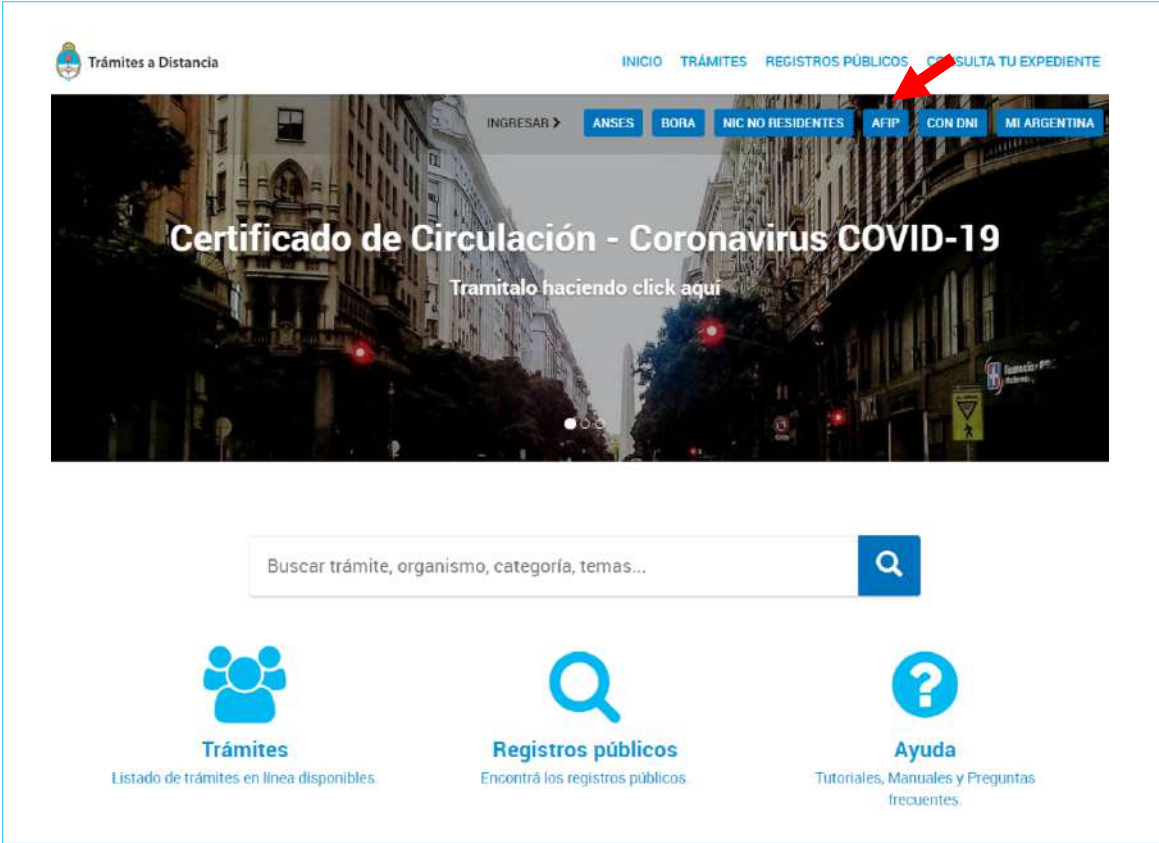 Trámites a Distancia
INICIO TRÁMITES REGISTROS PÚBLICOS CONSULTA TU EXPEDIENTE
INGRESAR > ANSES BORA NIC NO RESIDENTES AFIP CON DNI MI ARGENTINA
Certificado de Circulación - Coronavirus COVID-19
Tramitalo haciendo click aqui
Buscar trámite, organismo, categoría, temas...
Trámites
Listado de trámites en línea disponibles.
Registros públicos
Encontrá los registros públicos.
Ayuda
Tutoriales, Manuales y Preguntas
frecuentes.